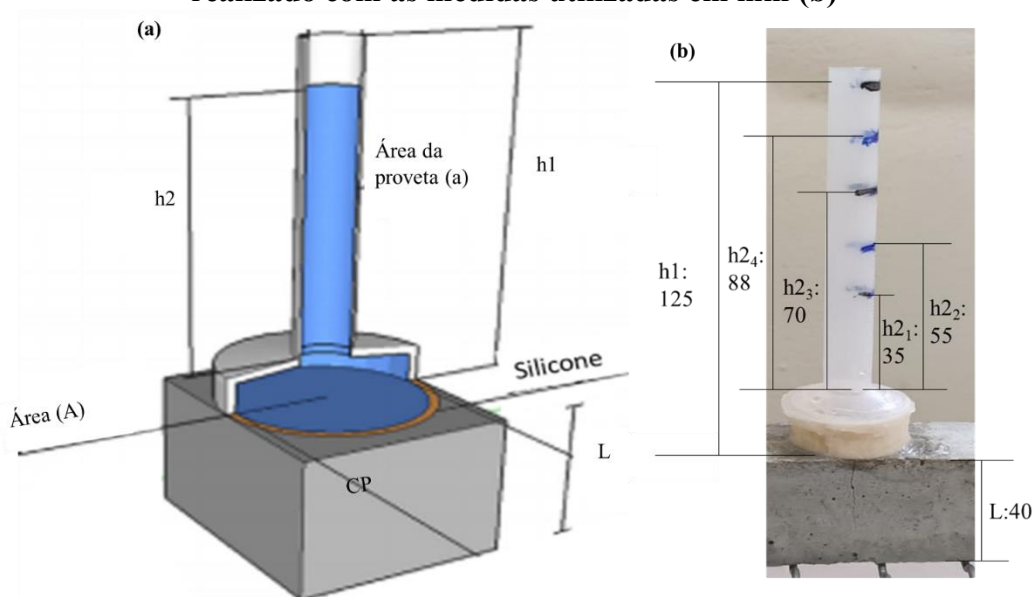 realizado com as medidas utilizadas em mm (b)
(a)
h2
Área da
proveta (a)
h1
Silicone
Área (A)
L
CP
(b)
h1:
125
h2₄:
88
h2₃:
70
h2₂:
55
h2₁:
35
L:40